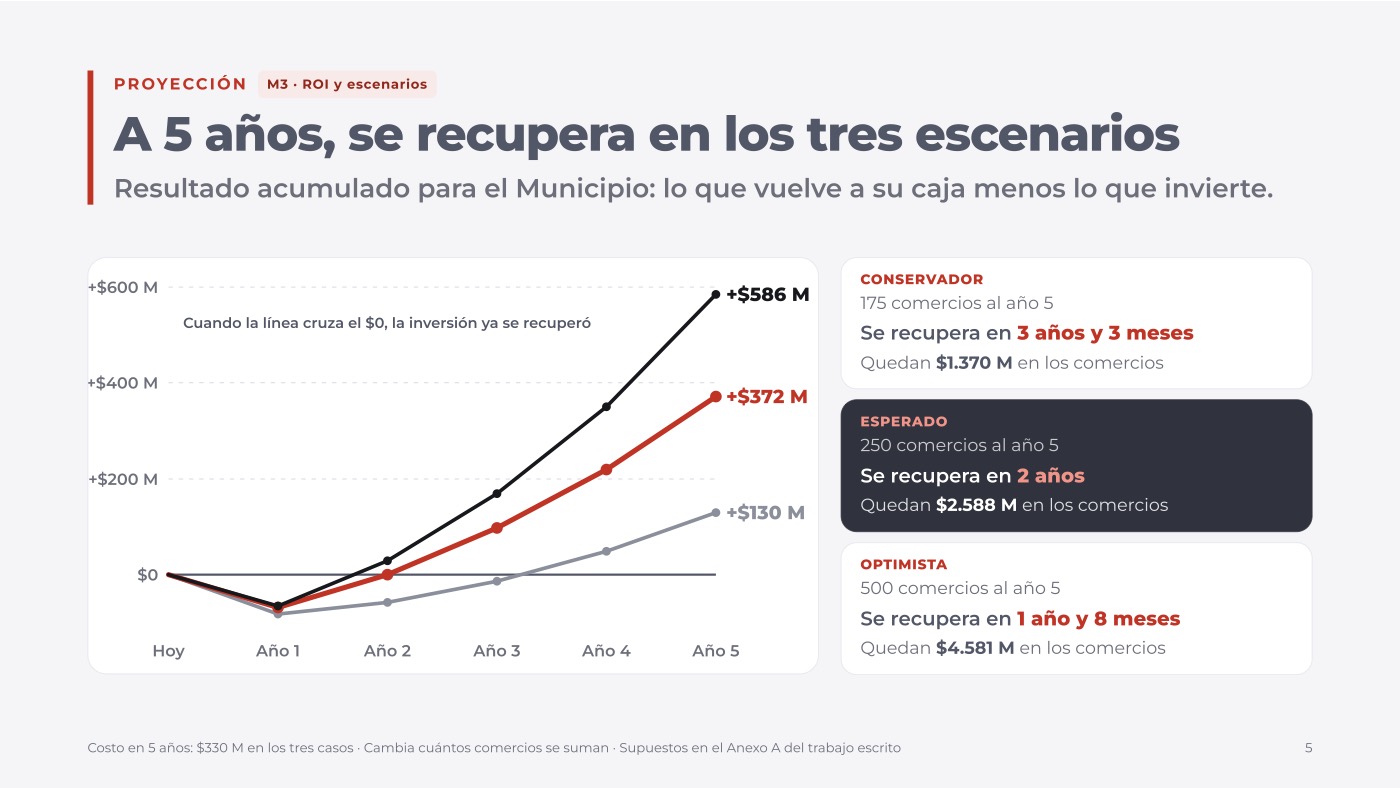 PROYECCIÓN M3 · ROI y escenarios
A 5 años, se recupera en los tres escenarios
Resultado acumulado para el Municipio: lo que vuelve a su caja menos lo que invierte.
+$600 M
+$586 M
Cuando la línea cruza el $0, la inversión ya se recuperó
+$400 M
+$372 M
+$200 M
+$130 M
$0
Hoy Año 1 Año 2 Año 3 Año 4 Año 5
CONSERVADOR
175 comercios al año 5
Se recupera en 3 años y 3 meses
Quedan $1.370 M en los comercios
ESPERADO
250 comercios al año 5
Se recupera en 2 años
Quedan $2.588 M en los comercios
OPTIMISTA
500 comercios al año 5
Se recupera en 1 año y 8 meses
Quedan $4.581 M en los comercios
Costo en 5 años: $330 M en los tres casos · Cambia cuántos comercios se suman · Supuestos en el Anexo A del trabajo escrito
5